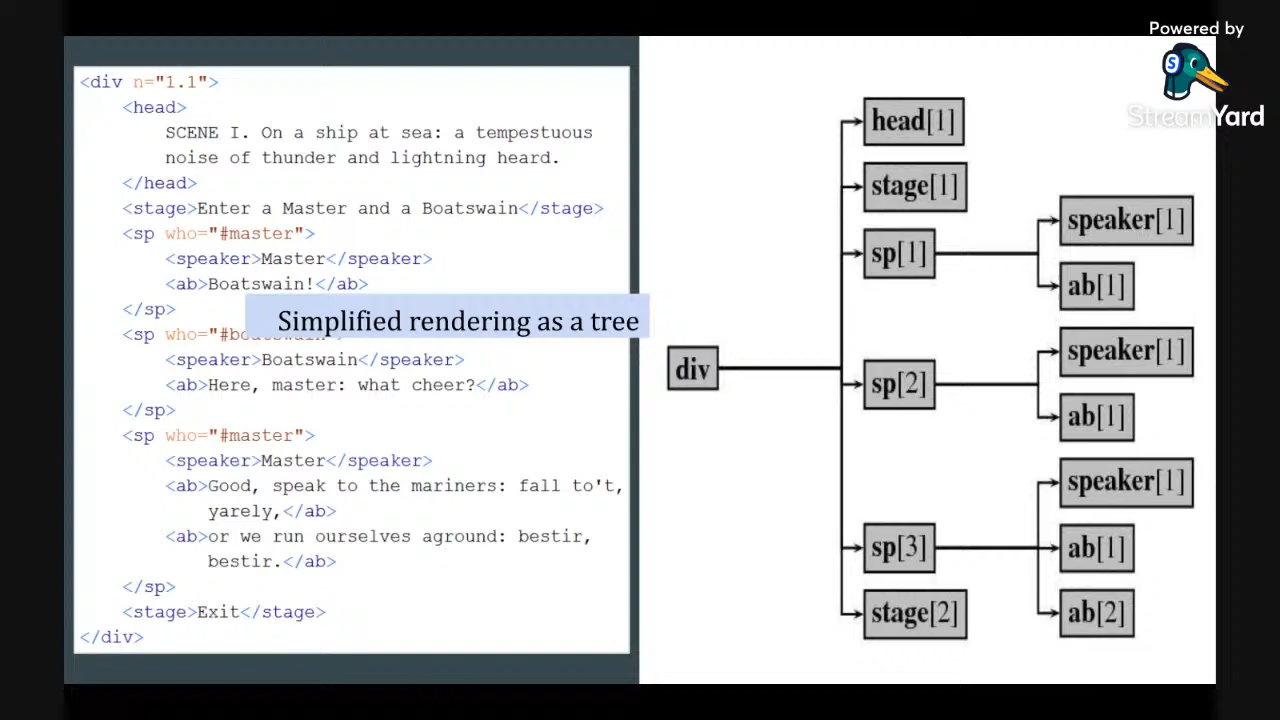 Powered by
StreamYard
<div n="1.1">
<head>
SCENE I. On a ship at sea: a tempestuous
noise of thunder and lightning heard.
</head>
<stage>Enter a Master and a Boatswain</stage>
<sp who="#master">
<speaker>Master</speaker>
<ab>Boatswain!</ab>
</sp>
Simplified rendering as a tree
<sp
<speaker>Boatswain</speaker>
<ab>Here, master: what cheer?</ab>
</sp>
<sp who="#master">
<speaker>Master</speaker>
<ab>Good, speak to the mariners: fall to't,
yarely,</ab>
<ab>or we run ourselves aground: bestir,
bestir.</ab>
</sp>
<stage>Exit</stage>
</div>
div
head[1]
stage[1]
sp[1]
speaker[1]
ab[1]
sp[2]
speaker[1]
ab[1]
sp[3]
speaker[1]
ab[1]
ab[2]
stage[2]